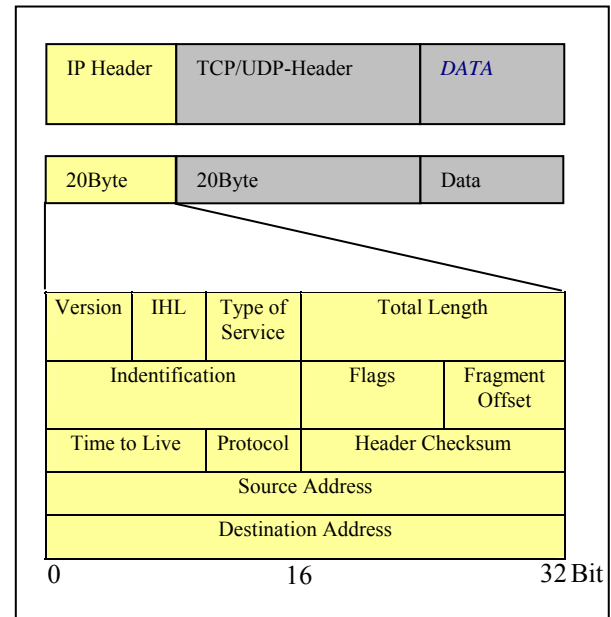 IP Header TCP/UDP-Header DATA
20Byte 20Byte Data
Version IHL Type of Service Total Length
Indentification Flags Fragment Offset
Time to Live Protocol Header Checksum
Source Address
Destination Address
0 16 32 Bit